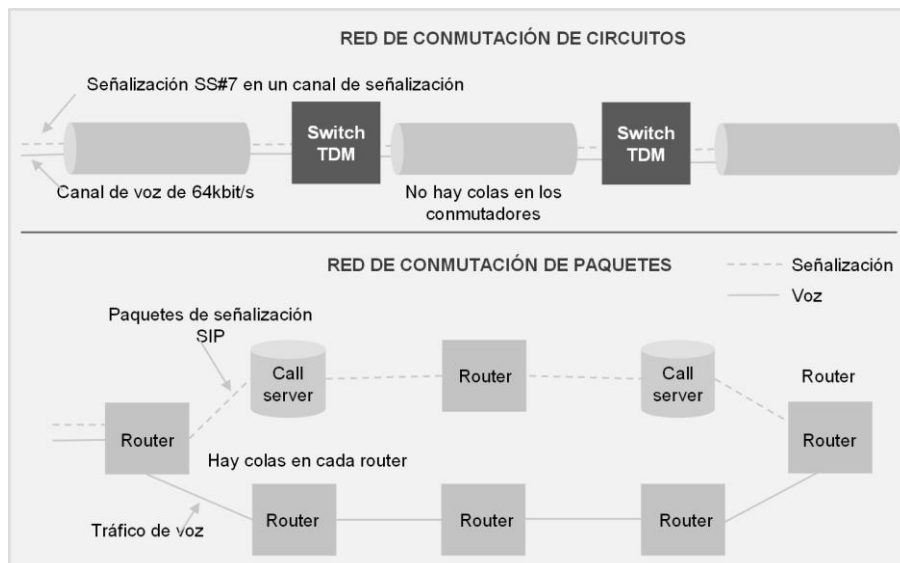 RED DE CONMUTACIÓN DE CIRCUITOS
Señalización SS#7 en un canal de señalización
Switch
TDM
Switch
TDM
Canal de voz de 64kbit/s
No hay colas en los
conmutadores
RED DE CONMUTACIÓN DE PAQUETES
Señalización
Voz
Paquetes de señalización
SIP
Call
server
Router
Call
server
Router
Router
Router
Hay colas en cada router
Tráfico de voz
Router
Router
Router